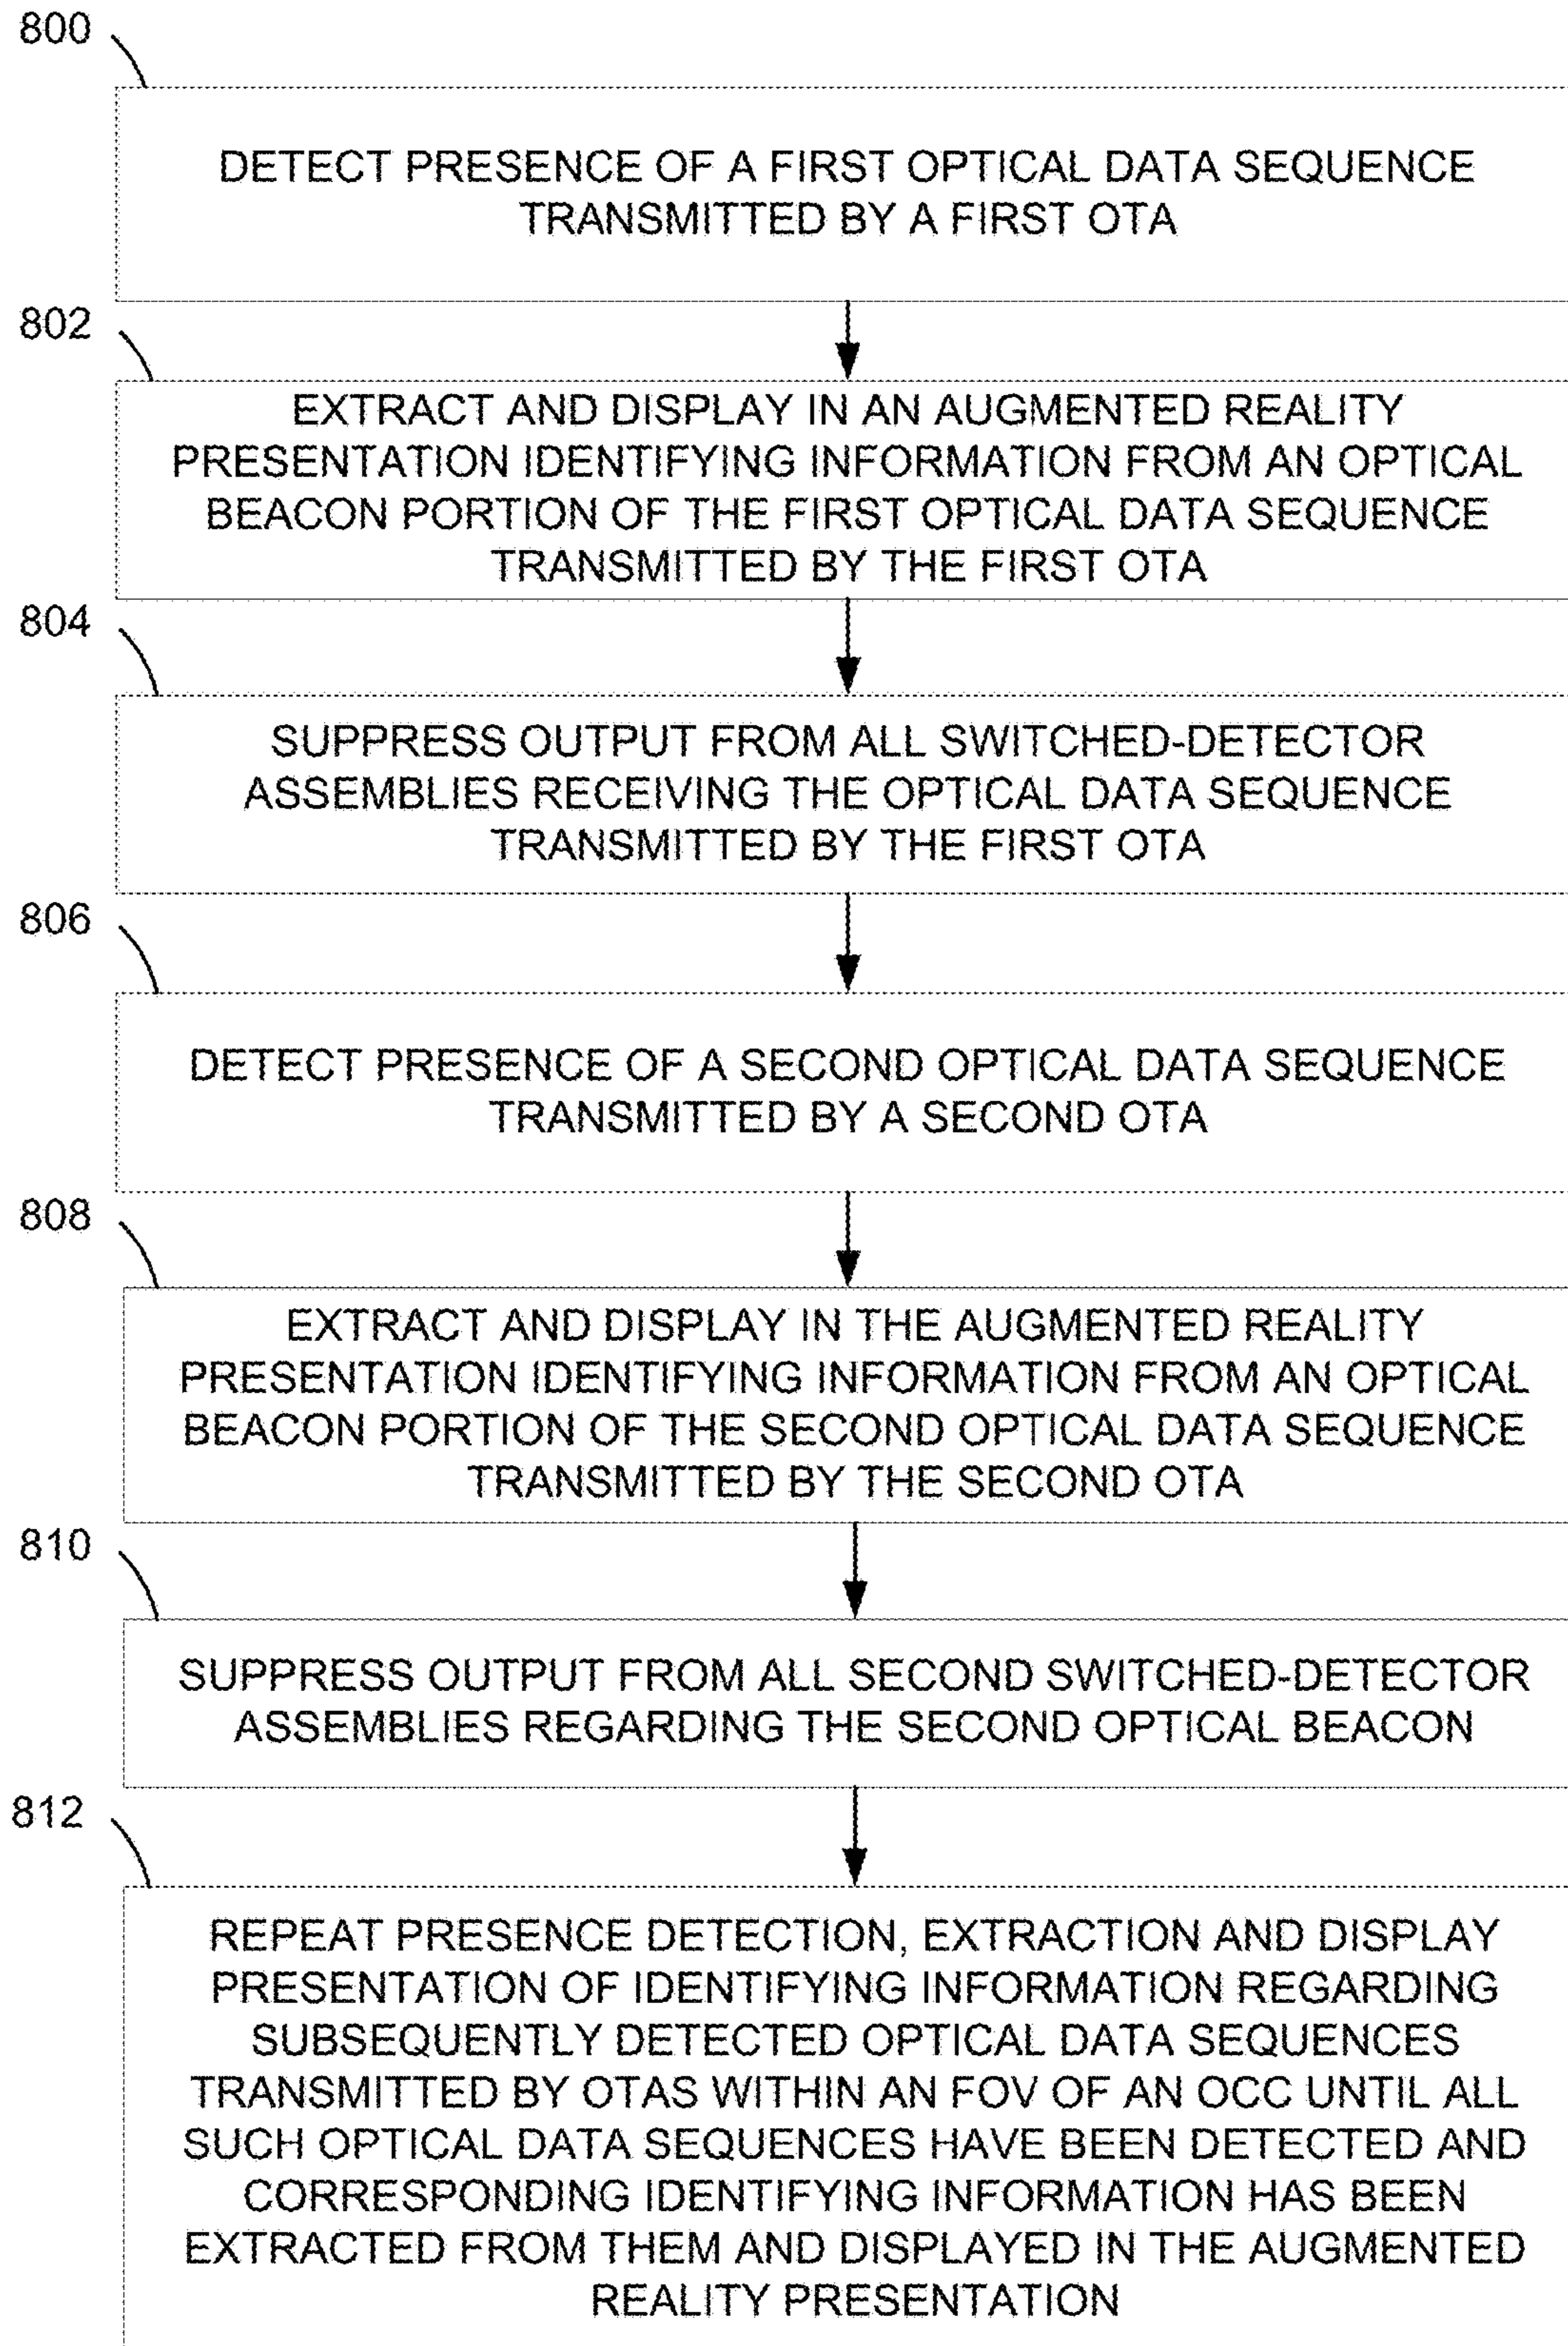 800
DETECT PRESENCE OF A FIRST OPTICAL DATA SEQUENCE
TRANSMITTED BY A FIRST OTA
802
EXTRACT AND DISPLAY IN AN AUGMENTED REALITY
PRESENTATION IDENTIFYING INFORMATION FROM AN OPTICAL
BEACON PORTION OF THE FIRST OPTICAL DATA SEQUENCE
TRANSMITTED BY THE FIRST OTA
804
SUPPRESS OUTPUT FROM ALL SWITCHED-DETECTOR
ASSEMBLIES RECEIVING THE OPTICAL DATA SEQUENCE
TRANSMITTED BY THE FIRST OTA
806
DETECT PRESENCE OF A SECOND OPTICAL DATA SEQUENCE
TRANSMITTED BY A SECOND OTA
808
EXTRACT AND DISPLAY IN THE AUGMENTED REALITY
PRESENTATION IDENTIFYING INFORMATION FROM AN OPTICAL
BEACON PORTION OF THE SECOND OPTICAL DATA SEQUENCE
TRANSMITTED BY THE SECOND OTA
810
SUPPRESS OUTPUT FROM ALL SECOND SWITCHED-DETECTOR
ASSEMBLIES REGARDING THE SECOND OPTICAL BEACON
812
REPEAT PRESENCE DETECTION, EXTRACTION AND DISPLAY
PRESENTATION OF IDENTIFYING INFORMATION REGARDING
SUBSEQUENTLY DETECTED OPTICAL DATA SEQUENCES
TRANSMITTED BY OTAS WITHIN AN FOV OF AN OCC UNTIL ALL
SUCH OPTICAL DATA SEQUENCES HAVE BEEN DETECTED AND
CORRESPONDING IDENTIFYING INFORMATION HAS BEEN
EXTRACTED FROM THEM AND DISPLAYED IN THE AUGMENTED
REALITY PRESENTATION